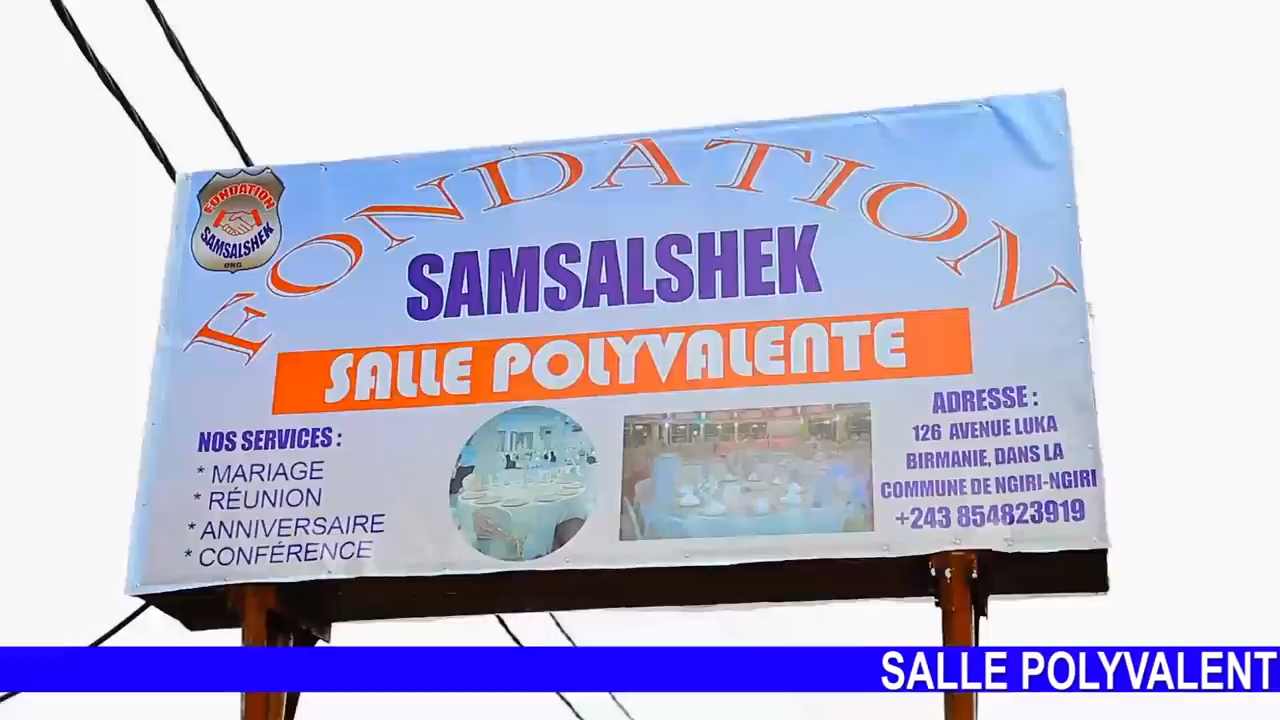 FONDATION
SAMSALSHEK
ONG
FONDATION
SAMSALSHEK
SALLE POLYVALENTE
NOS SERVICES :
* MARIAGE
* RÉUNION
* ANNIVERSAIRE
* CONFÉRENCE
ADRESSE :
126 AVENUE LUKA
BIRMANIE, DANS LA
COMMUNE DE NGIRI-NGIRI
+243 854823919
SALLE POLYVALENT